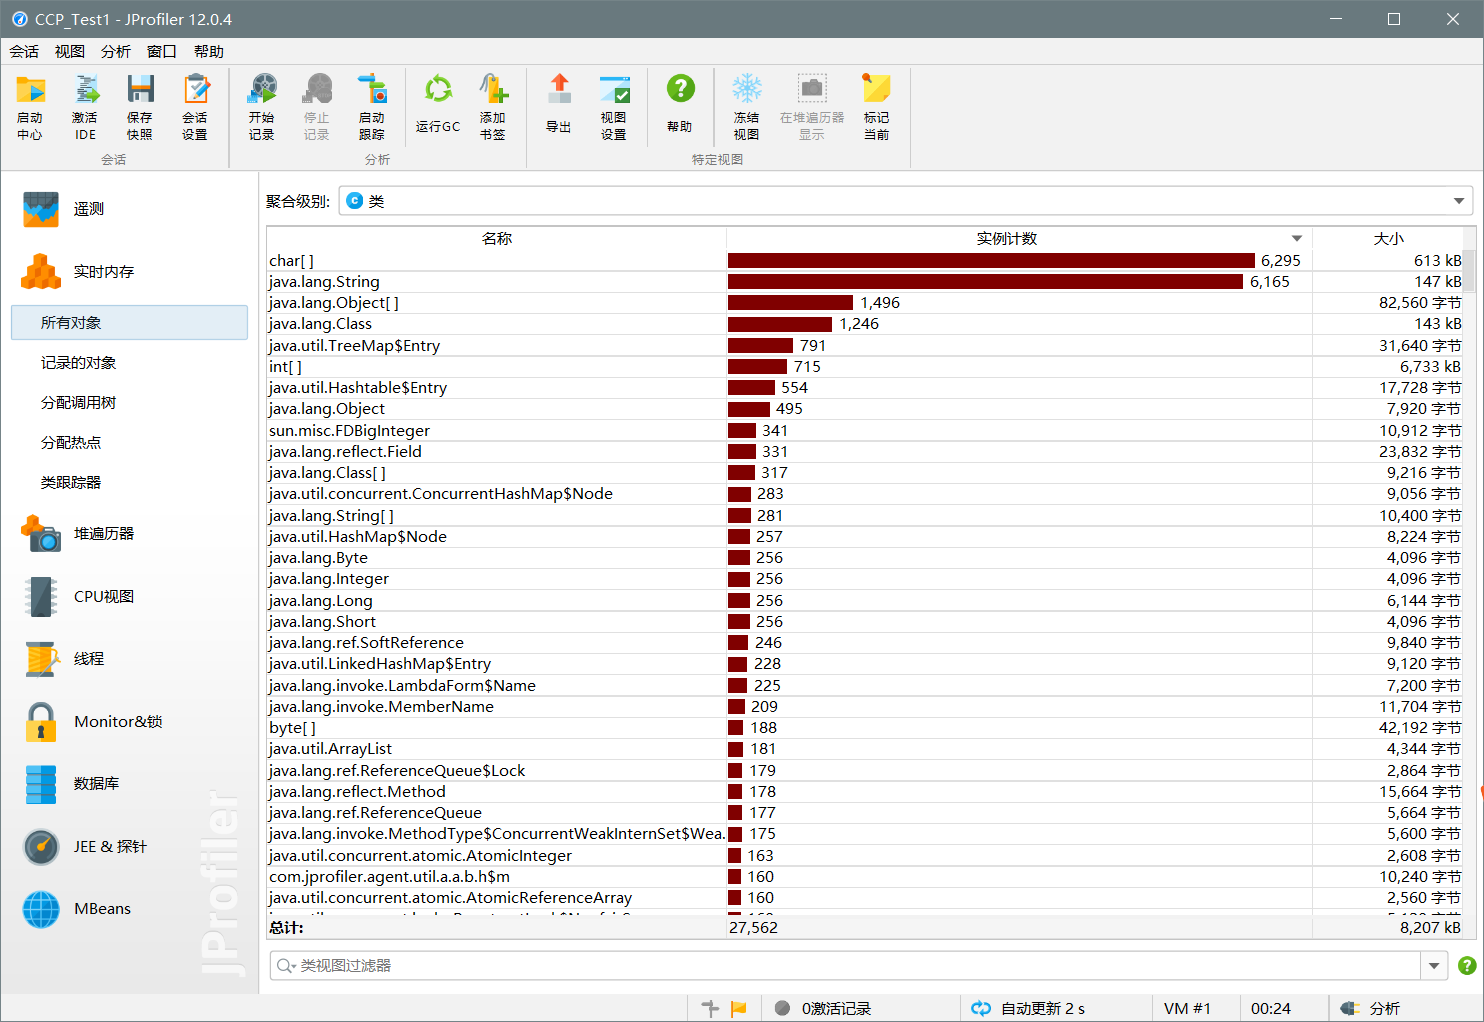 CCP_Test1 - JProfiler 12.0.4
会话 视图 分析 窗口 帮助
启动中心 激活IDE 保存快照 会话设置 开始记录 停止记录 启动跟踪 运行GC 添加书签 导出 视图设置 帮助 冻结视图 在堆遍历器显示 标记当前
会话 分析 特定视图
遥测
实时内存
所有对象
记录的对象
分配调用树
分配热点
类跟踪器
堆遍历器
CPU视图
线程
Monitor&锁
数据库
JEE & 探针
MBeans
JProfiler
聚合级别: 类
名称 实例计数 大小
char[ ] 6,295 613 kB
java.lang.String 6,165 147 kB
java.lang.Object[ ] 1,496 82,560 字节
java.lang.Class 1,246 143 kB
java.util.TreeMap$Entry 791 31,640 字节
int[ ] 715 6,733 kB
java.util.Hashtable$Entry 554 17,728 字节
java.lang.Object 495 7,920 字节
sun.misc.FDBigInteger 341 10,912 字节
java.lang.reflect.Field 331 23,832 字节
java.lang.Class[ ] 317 9,216 字节
java.util.concurrent.ConcurrentHashMap$Node 283 9,056 字节
java.lang.String[ ] 281 10,400 字节
java.util.HashMap$Node 257 8,224 字节
java.lang.Byte 256 4,096 字节
java.lang.Integer 256 4,096 字节
java.lang.Long 256 6,144 字节
java.lang.Short 256 4,096 字节
java.lang.ref.SoftReference 246 9,840 字节
java.util.LinkedHashMap$Entry 228 9,120 字节
java.lang.invoke.LambdaForm$Name 225 7,200 字节
java.lang.invoke.MemberName 209 11,704 字节
byte[ ] 188 42,192 字节
java.util.ArrayList 181 4,344 字节
java.lang.ref.ReferenceQueue$Lock 179 2,864 字节
java.lang.reflect.Method 178 15,664 字节
java.lang.ref.ReferenceQueue 177 5,664 字节
java.lang.invoke.MethodType$ConcurrentWeakInternSet$Wea... 175 5,600 字节
java.util.concurrent.atomic.AtomicInteger 163 2,608 字节
com.jprofiler.agent.util.a.a.b.h$m 160 10,240 字节
java.util.concurrent.atomic.AtomicReferenceArray 160 2,560 字节
总计: 27,562 8,207 kB
类视图过滤器
0激活记录 自动更新 2 s VM #1 00:24 分析